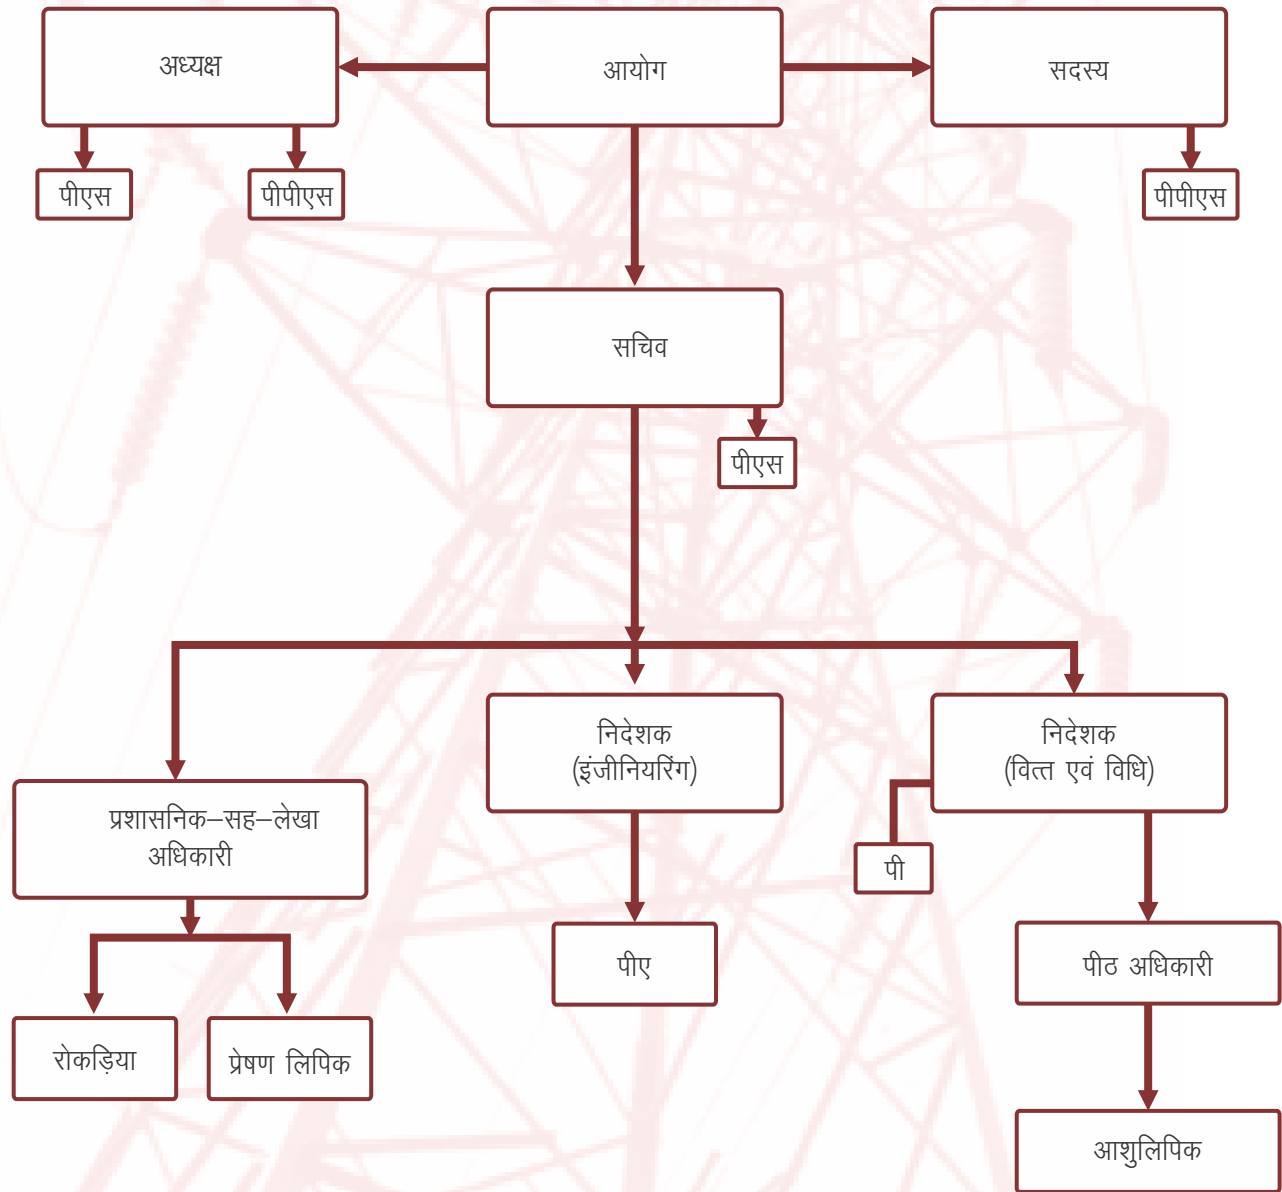 अध्यक्ष
आयोग
सदस्य
पीएस
पीपीएस
पीपीएस
सचिव
पीएस
निदेशक
(इंजीनियरिंग)
निदेशक
(वित्त एवं विधि)
प्रशासनिक–सह–लेखा
अधिकारी
पी
पीए
पीठ अधिकारी
रोकड़िया
प्रेषण लिपिक
आशुलिपिक